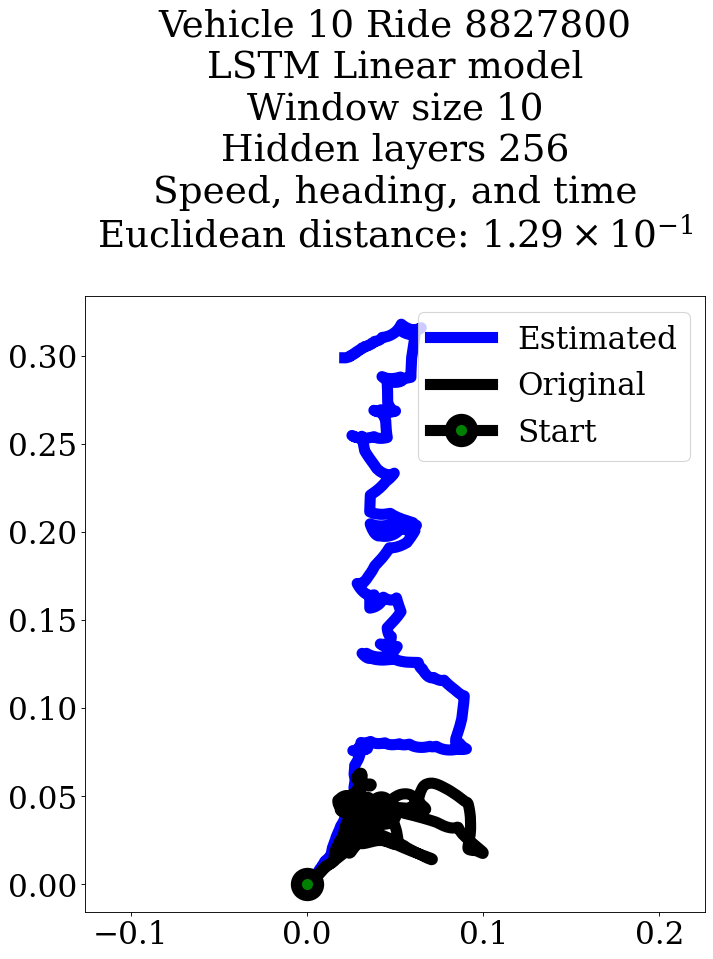 Vehicle 10 Ride 8827800
LSTM Linear model
Window size 10
Hidden layers 256
Speed, heading, and time
Euclidean distance: 1.29 × 10⁻¹
Estimated
Original
Start
0.30
0.25
0.20
0.15
0.10
0.05
0.00
−0.1
0.0
0.1
0.2